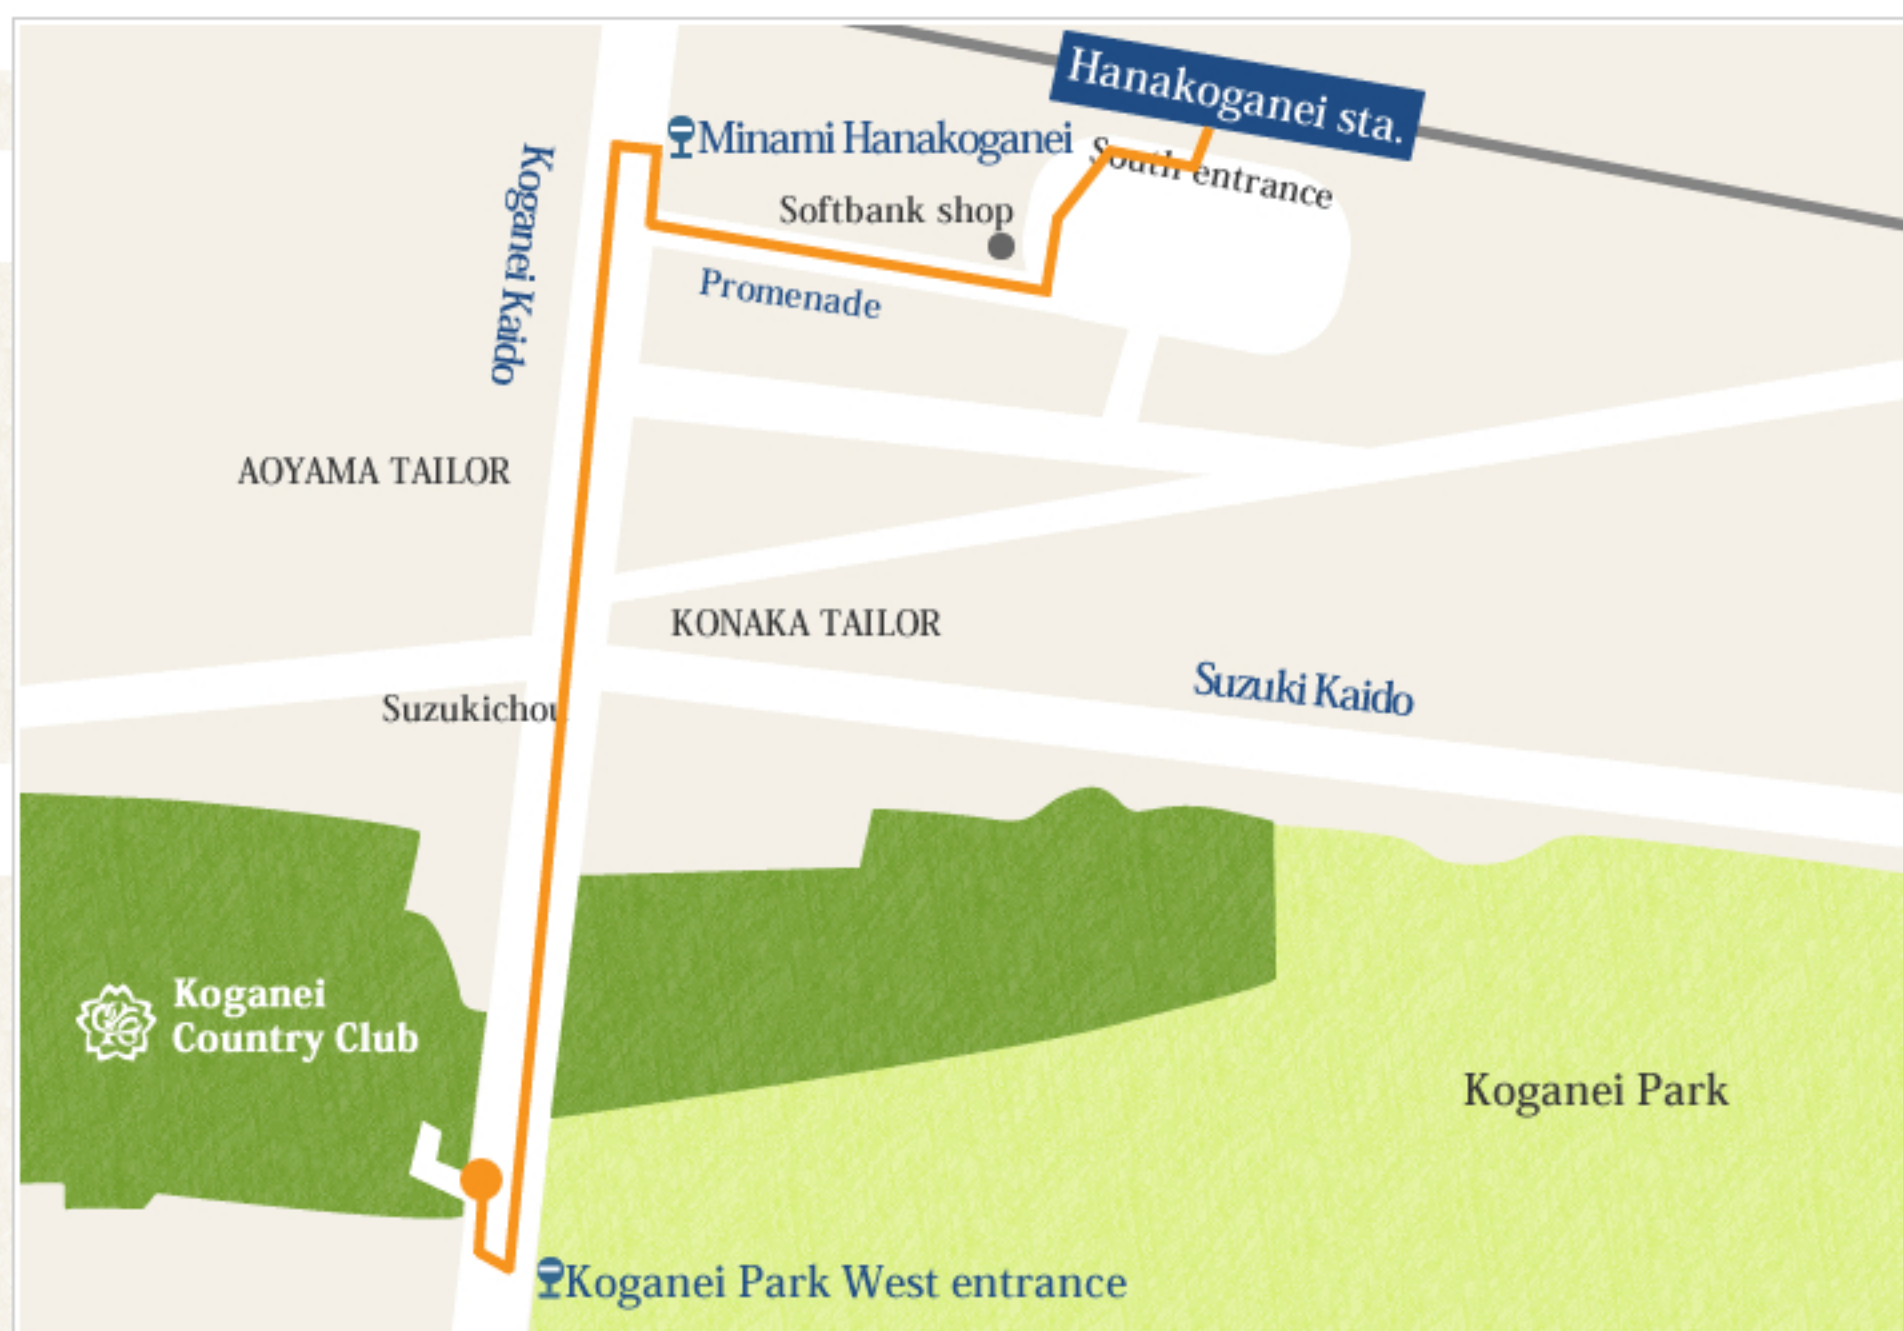 Hanakoganei sta.
Minami Hanakoganei
South entrance
Softbank shop
Koganei Kaido
Promenade
AOYAMA TAILOR
KONAKA TAILOR
Suzuki Kaido
Suzukichou
Koganei
Country Club
Koganei Park
Koganei Park West entrance